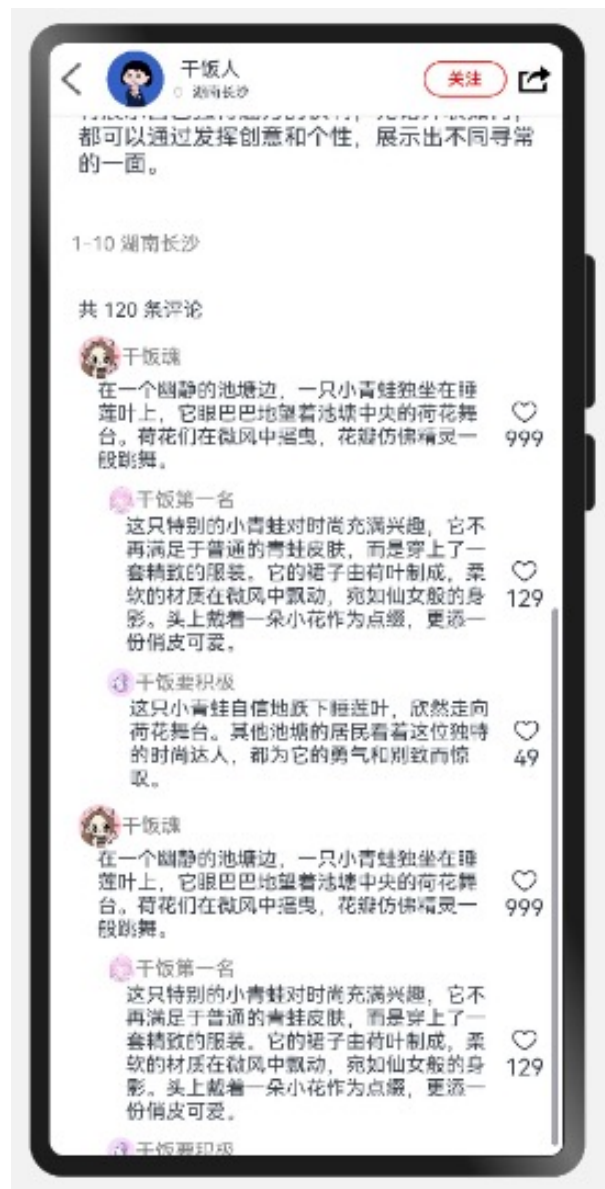 干饭人
湖南长沙
关注
都可以通过发挥创意和个性，展示出不同寻常
的一面。
1-10 湖南长沙
共 120 条评论
干饭魂
在一个幽静的池塘边，一只小青蛙独坐在睡
莲叶上，它眼巴巴地望着池塘中央的荷花舞
台。荷花们在微风中摇曳，花瓣仿佛精灵一
般跳舞。
999
干饭第一名
这只特别的小青蛙对时尚充满兴趣，它不
再满足于普通的青蛙皮肤，而是穿上了一
套精致的服装。它的裙子由荷叶制成，柔
软的材质在微风中飘动，宛如仙女般的身
影。头上戴着一朵小花作为点缀，更添一
份俏皮可爱。
129
干饭要积极
这只小青蛙自信地跃下睡莲叶，欣然走向
荷花舞台。其他池塘的居民看着这位独特
的时尚达人，都为它的勇气和别致而惊
叹。
49
干饭魂
在一个幽静的池塘边，一只小青蛙独坐在睡
莲叶上，它眼巴巴地望着池塘中央的荷花舞
台。荷花们在微风中摇曳，花瓣仿佛精灵一
般跳舞。
999
干饭第一名
这只特别的小青蛙对时尚充满兴趣，它不
再满足于普通的青蛙皮肤，而是穿上了一
套精致的服装。它的裙子由荷叶制成，柔
软的材质在微风中飘动，宛如仙女般的身
影。头上戴着一朵小花作为点缀，更添一
份俏皮可爱。
129
干饭要积极